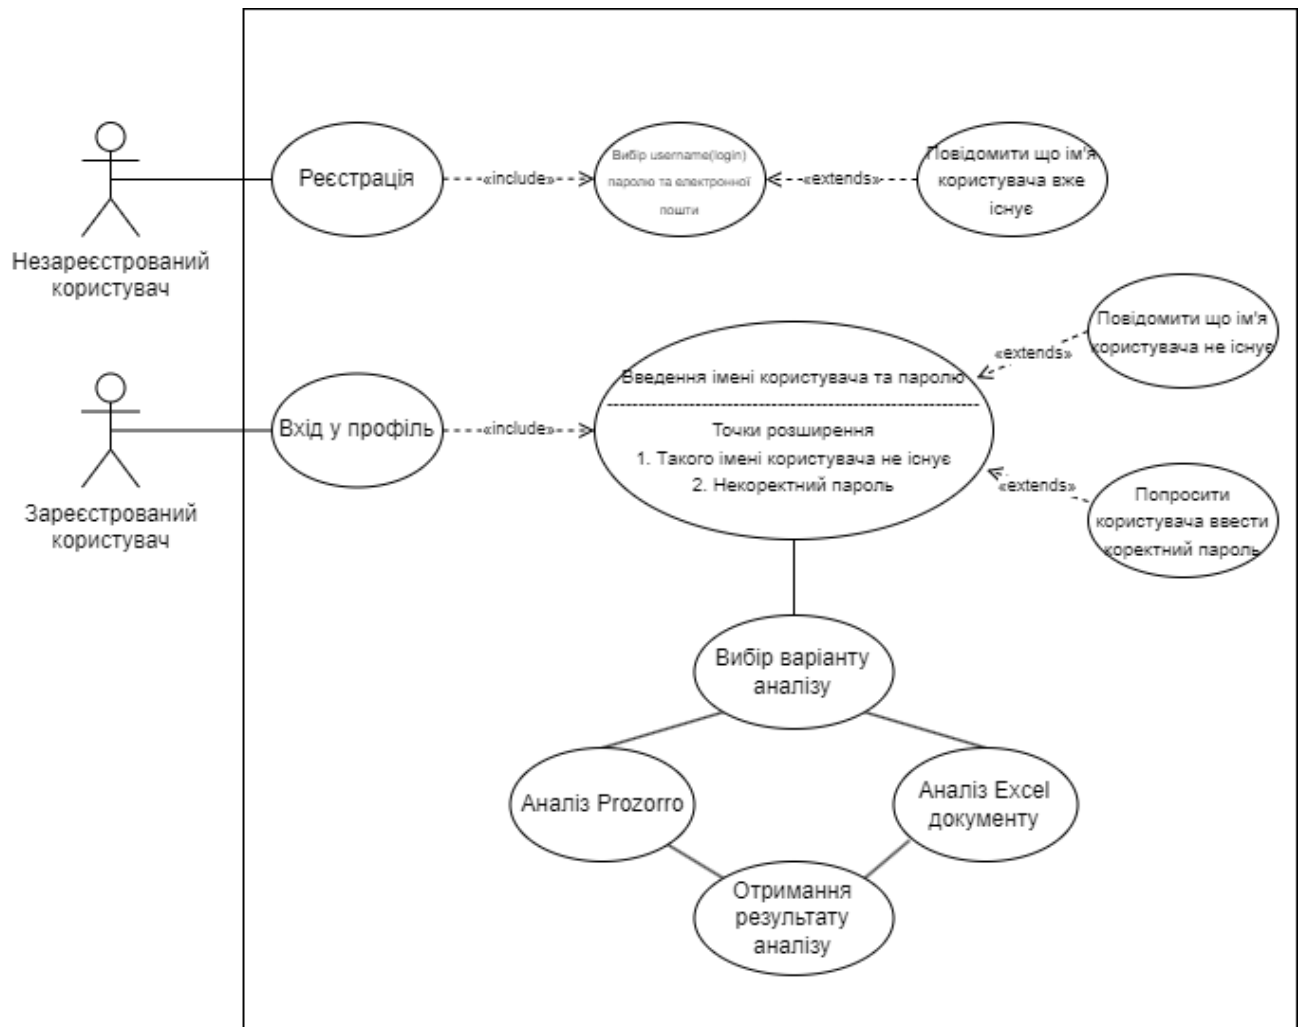 Реєстрація
«include»
Вибір username(login)
паролю та електронної
пошти
«extends»
Повідомити що ім'я
користувача вже
існує
Незареєстрований
користувач
Повідомити що ім'я
користувача не існує
«extends»
Введення імені користувача та паролю
Точки розширення
1. Такого імені користувача не існує
2. Некоректний пароль
Вхід у профіль
«include»
«extends»
Попросити
користувача ввести
коректний пароль
Зареєстрований
користувач
Вибір варіанту
аналізу
Аналіз Prozorro
Аналіз Excel
документу
Отримання
результату
аналізу